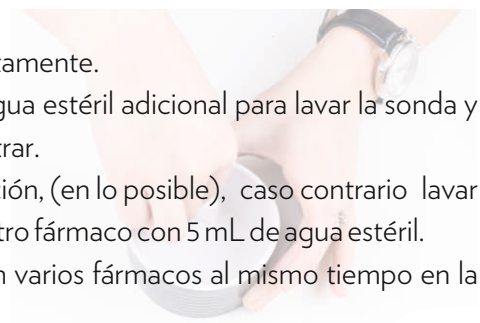 tamente.
gua estéril adicional para lavar la sonda y
trar.
ción, (en lo posible), caso contrario lavar
tro fármaco con 5 mL de agua estéril.
n varios fármacos al mismo tiempo en la